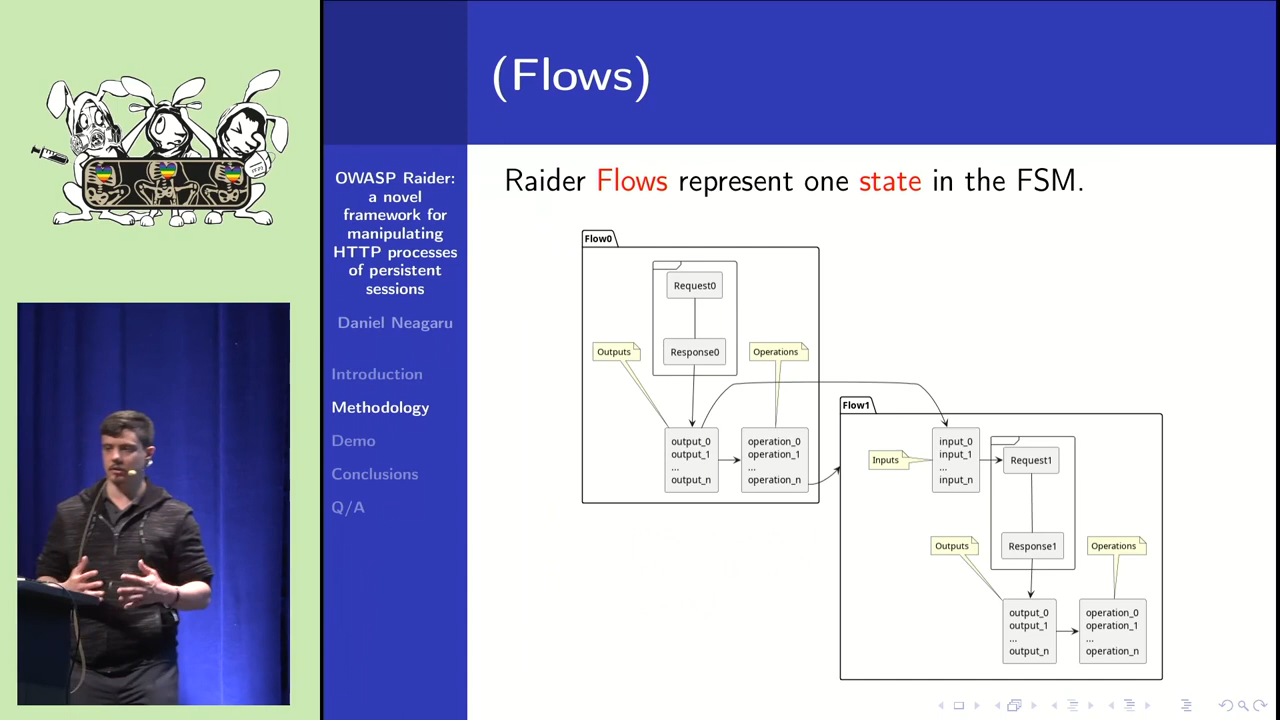 (Flows)
OWASP Raider:
a novel
framework for
manipulating
HTTP processes
of persistent
sessions
Daniel Neagaru
Introduction
Methodology
Demo
Conclusions
Q/A
Raider Flows represent one state in the FSM.
Flow0
Request0
Response0
Outputs
Operations
output_0
output_1
...
output_n
operation_0
operation_1
...
operation_n
Flow1
Inputs
input_0
input_1
...
input_n
Request1
Response1
Outputs
Operations
output_0
output_1
...
output_n
operation_0
operation_1
...
operation_n